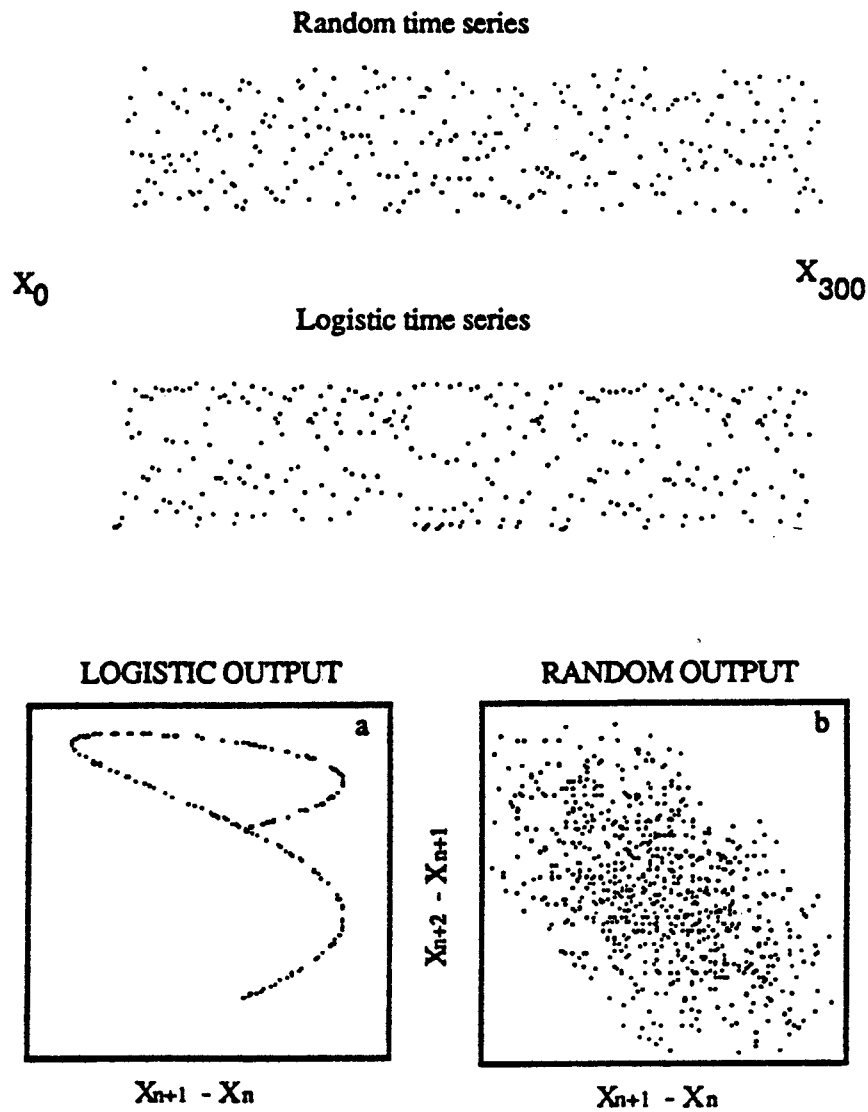 Random time series
X0
X300
Logistic time series
LOGISTIC OUTPUT
RANDOM OUTPUT
a
b
Xn+2 - Xn+1
Xn+1 - Xn
Xn+1 - Xn